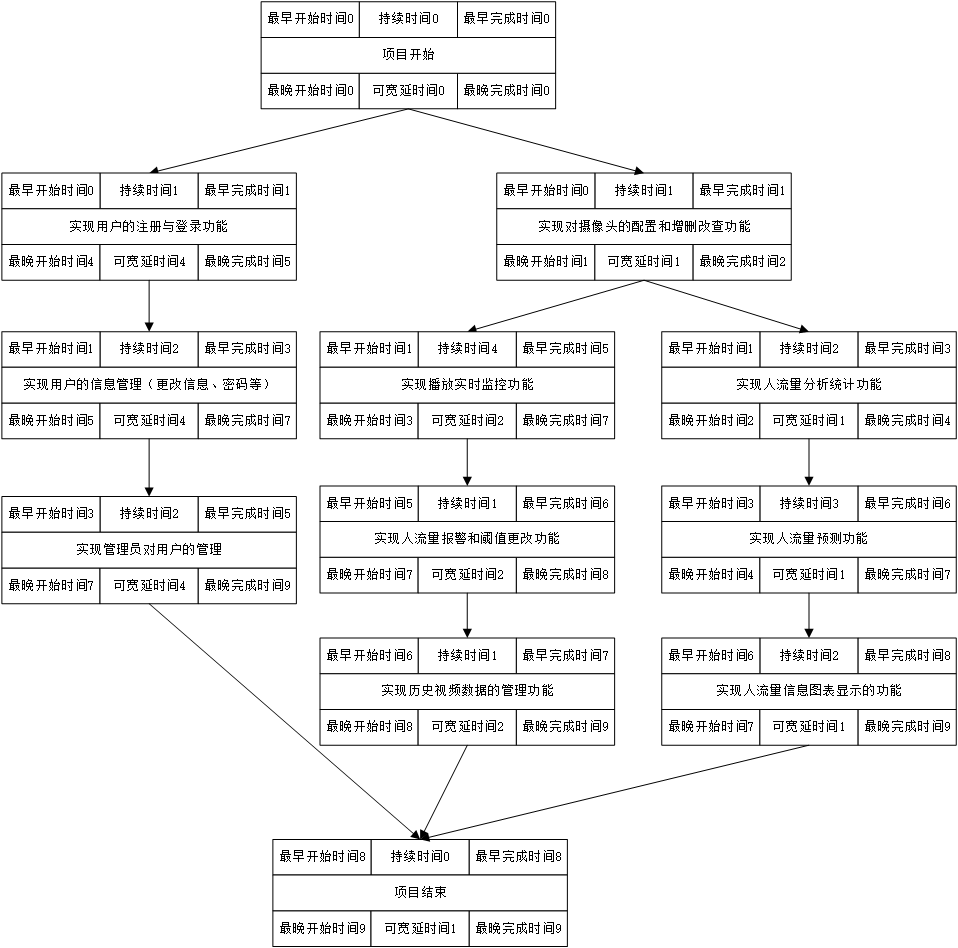 最早开始时间0 持续时间0 最早完成时间0
项目开始
最晚开始时间0 可宽延时间0 最晚完成时间0
最早开始时间0 持续时间1 最早完成时间1
实现用户的注册与登录功能
最晚开始时间4 可宽延时间4 最晚完成时间5
最早开始时间0 持续时间1 最早完成时间1
实现对摄像头的配置和增删改查功能
最晚开始时间1 可宽延时间1 最晚完成时间2
最早开始时间1 持续时间2 最早完成时间3
实现用户的信息管理（更改信息、密码等）
最晚开始时间5 可宽延时间4 最晚完成时间7
最早开始时间1 持续时间4 最早完成时间5
实现播放实时监控功能
最晚开始时间3 可宽延时间2 最晚完成时间7
最早开始时间1 持续时间2 最早完成时间3
实现人流量分析统计功能
最晚开始时间2 可宽延时间1 最晚完成时间4
最早开始时间3 持续时间2 最早完成时间5
实现管理员对用户的管理
最晚开始时间7 可宽延时间4 最晚完成时间9
最早开始时间5 持续时间1 最早完成时间6
实现人流量报警和阈值更改功能
最晚开始时间7 可宽延时间2 最晚完成时间8
最早开始时间3 持续时间3 最早完成时间6
实现人流量预测功能
最晚开始时间4 可宽延时间1 最晚完成时间7
最早开始时间6 持续时间1 最早完成时间7
实现历史视频数据的管理功能
最晚开始时间8 可宽延时间2 最晚完成时间9
最早开始时间6 持续时间2 最早完成时间8
实现人流量信息图表显示的功能
最晚开始时间7 可宽延时间1 最晚完成时间9
最早开始时间8 持续时间0 最早完成时间8
项目结束
最晚开始时间9 可宽延时间1 最晚完成时间9